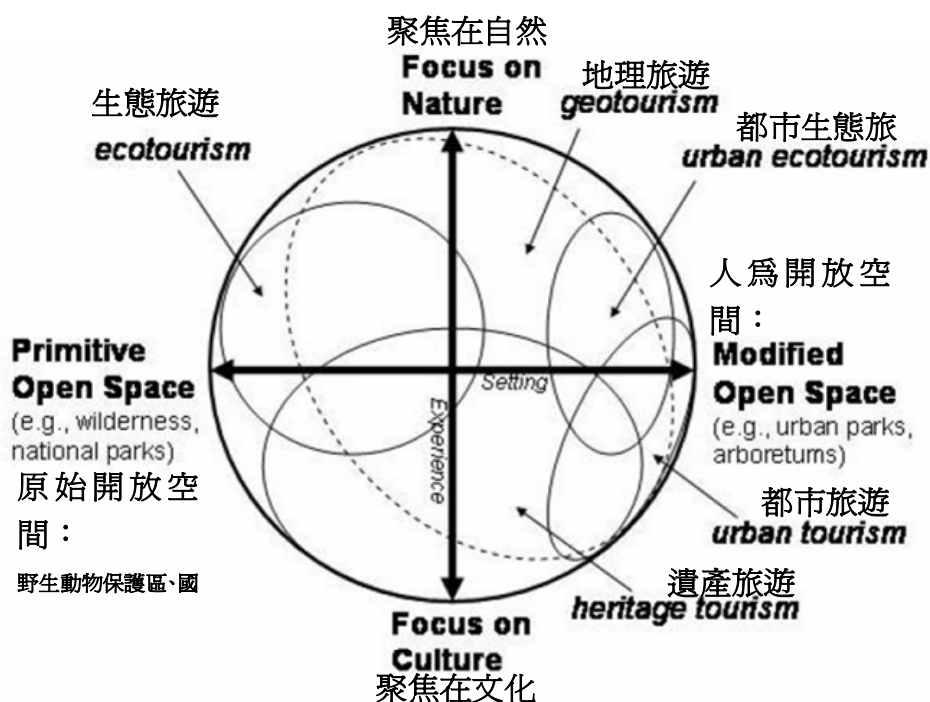 聚焦在自然
Focus on
Nature
地理旅遊
geotourism
生態旅遊
ecotourism
都市生態旅
urban ecotourism
人爲開放空
間：
Primitive
Open Space
(e.g., wilderness,
national parks)
原始開放空
間：
野生動物保護區、國
Setting
Experience
Modified
Open Space
(e.g., urban parks,
arboretums)
都市旅遊
urban tourism
遺產旅遊
heritage tourism
Focus on
Culture
聚焦在文化